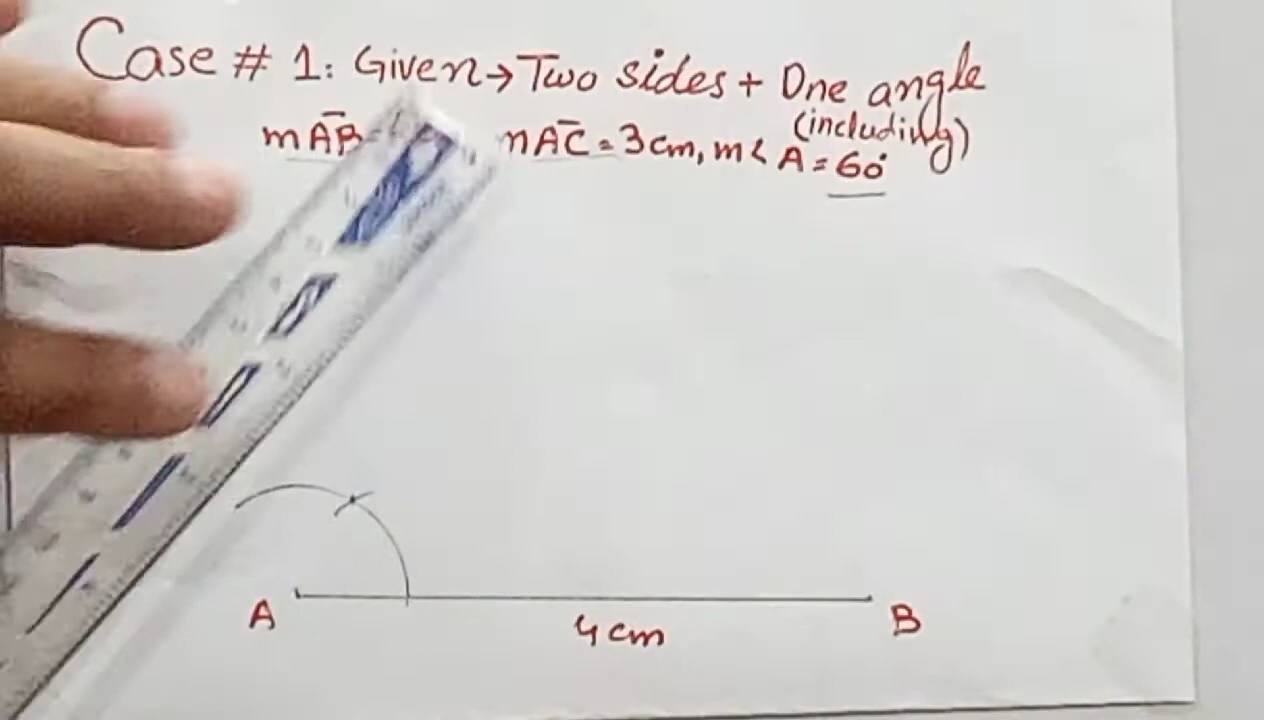 Case # 1: Given → Two sides + One angle
(including)
mAB̅ = mAC̅ = 3cm, m< A = 60°
A B
4cm